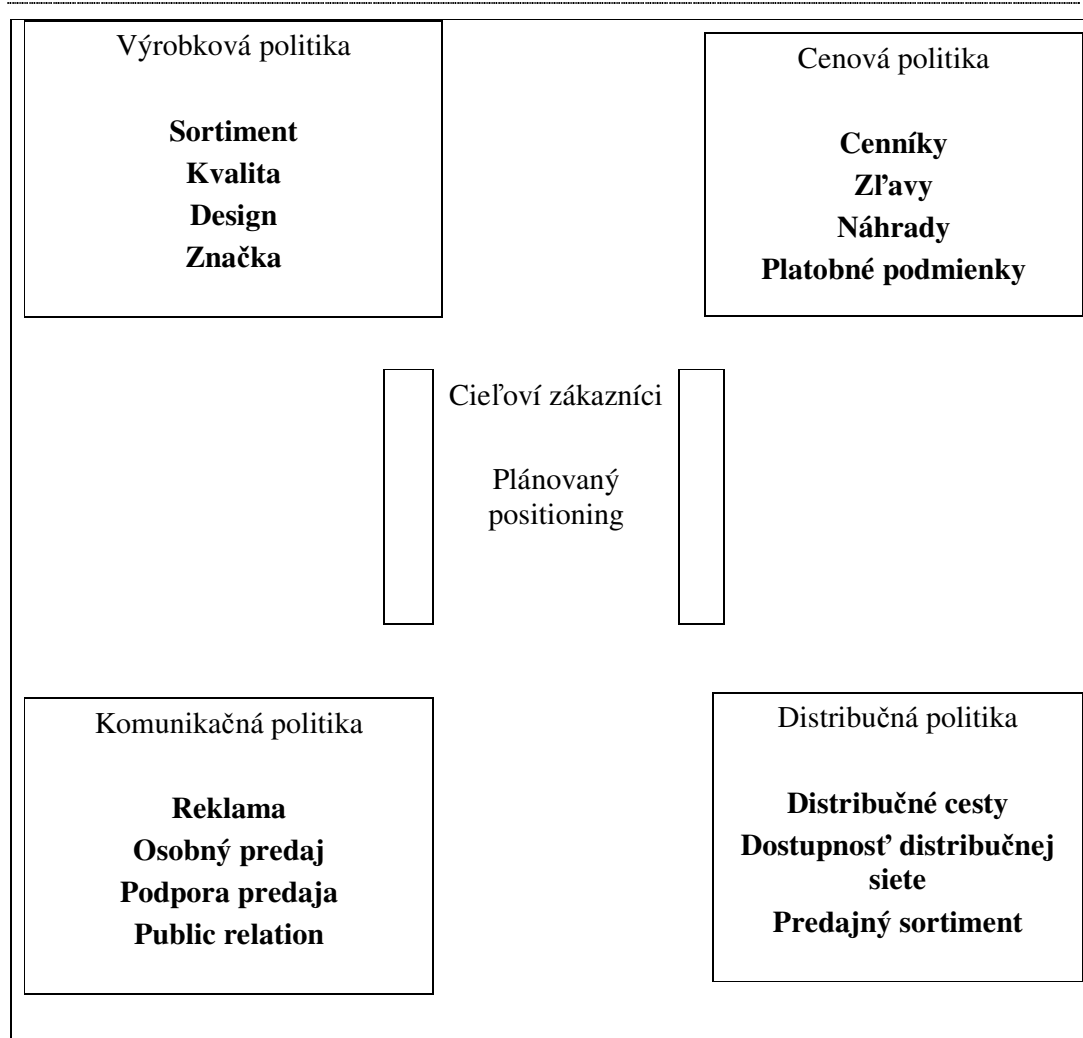 Výrobková politika
Sortiment
Kvalita
Design
Značka
Cenová politika
Cenníky
Zľavy
Náhrady
Platobné podmienky
Cieľoví zákazníci
Plánovaný
positioning
Komunikačná politika
Reklama
Osobný predaj
Podpora predaja
Public relation
Distribučná politika
Distribučné cesty
Dostupnosť distribučnej
siete
Predajný sortiment